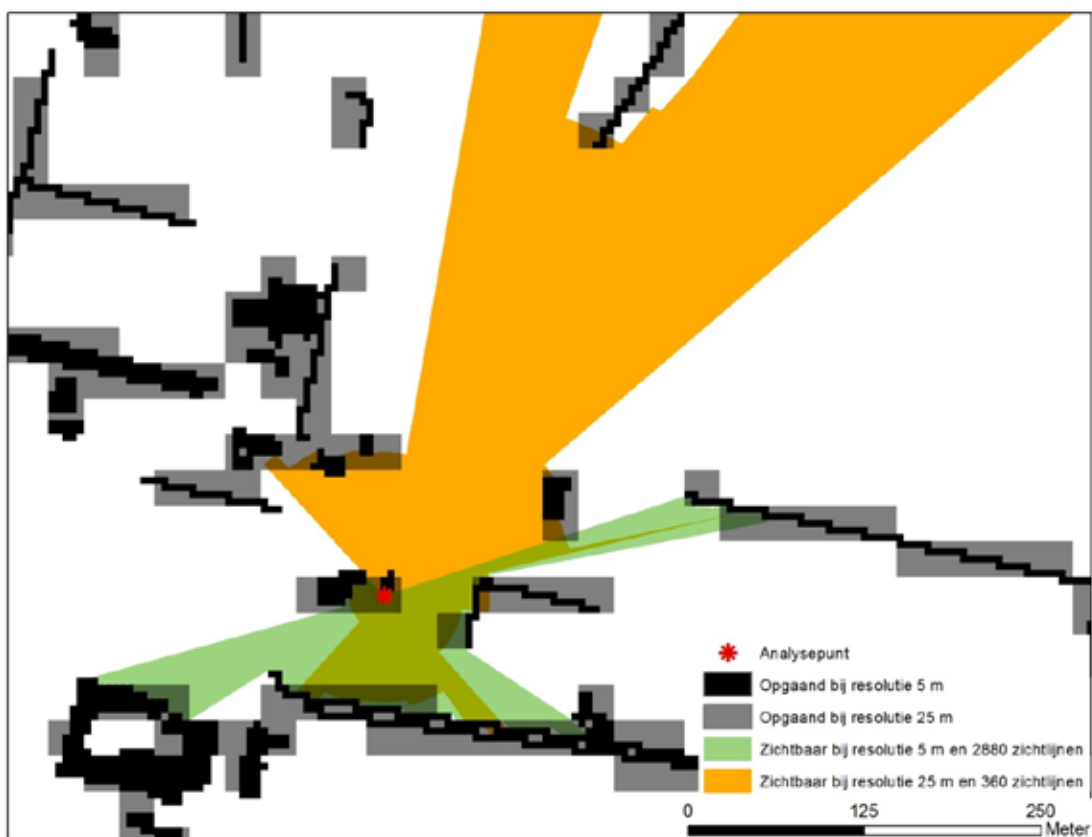 Analysepunt
Opgaand bij resolutie 5 m
Opgaand bij resolutie 25 m
Zichtbaar bij resolutie 5 m en 2880 zichtlijnen
Zichtbaar bij resolutie 25 m en 360 zichtlijnen
0 125 250
Meter